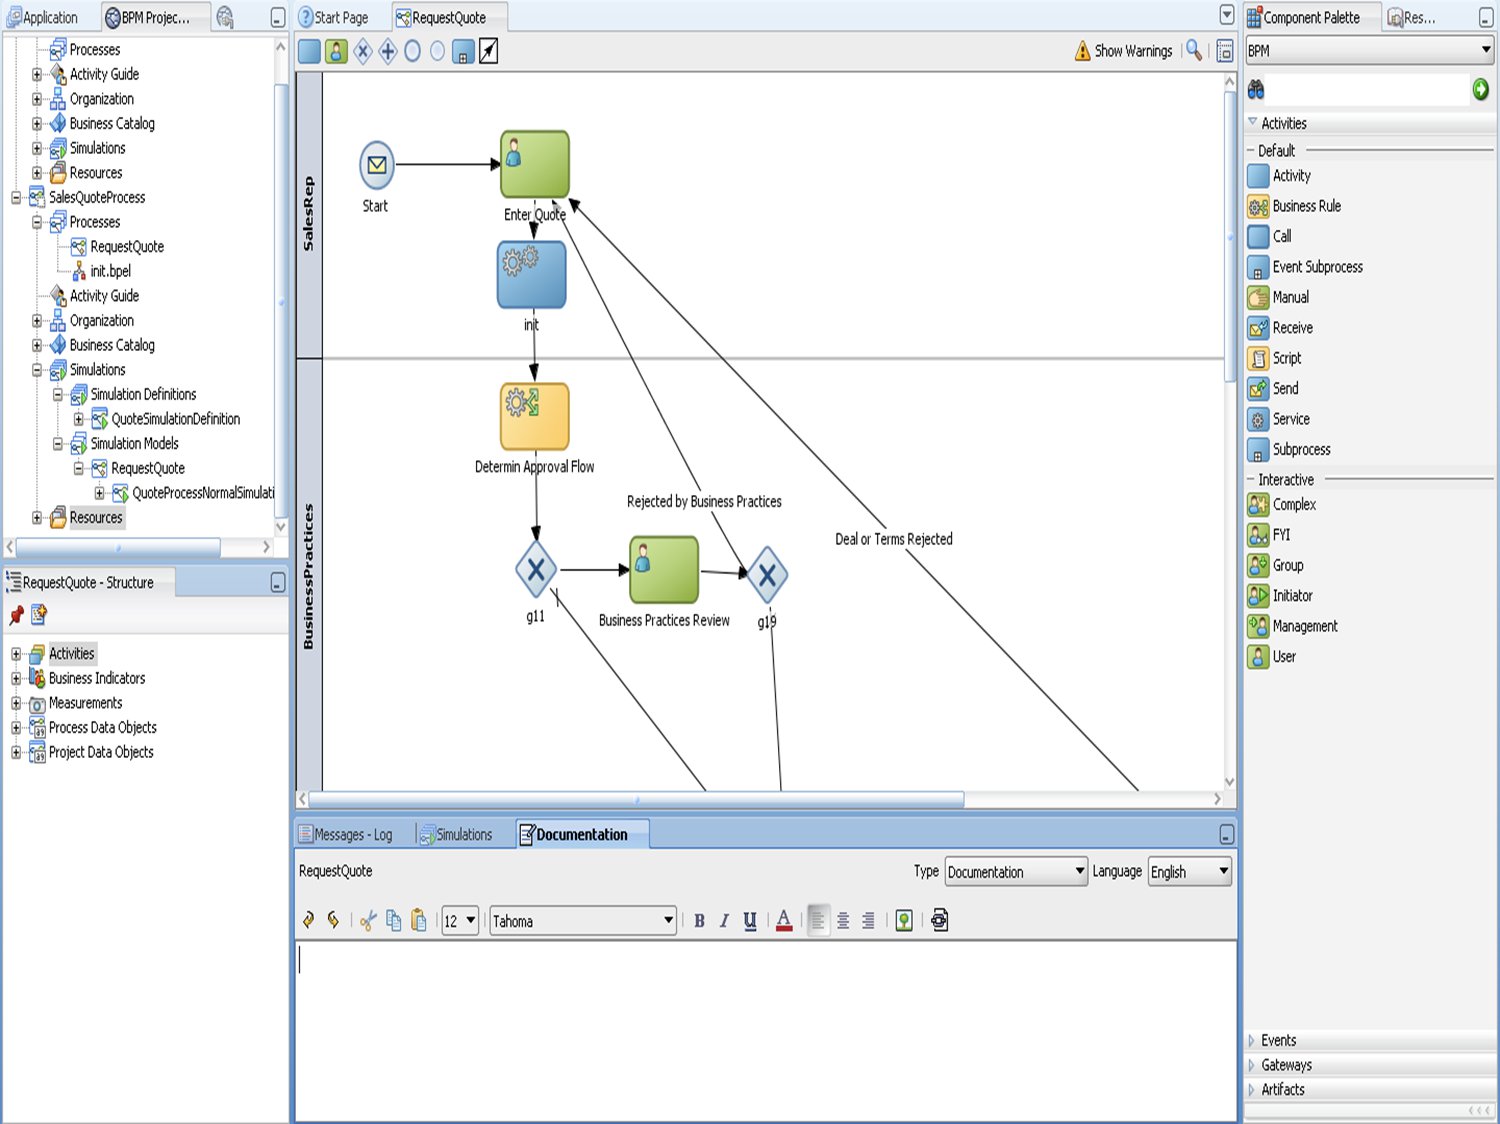 Application
BPM Projec...
Processes
Activity Guide
Organization
Business Catalog
Simulations
Resources
SalesQuoteProcess
Processes
RequestQuote
init.bpel
Activity Guide
Organization
Business Catalog
Simulations
Simulation Definitions
QuoteSimulationDefinition
Simulation Models
RequestQuote
QuoteProcessNormalSimulati
Resources
RequestQuote - Structure
Activities
Business Indicators
Measurements
Process Data Objects
Project Data Objects
Start Page
RequestQuote
Show Warnings
SalesRep
Start
Enter Quote
init
BusinessPractices
Determin Approval Flow
Rejected by Business Practices
Deal or Terms Rejected
g11
Business Practices Review
g19
Messages - Log
Simulations
Documentation
RequestQuote
Type
Documentation
Language
English
12
Tahoma
B
I
U
A
Component Palette
Res...
BPM
Activities
Default
Activity
Business Rule
Call
Event Subprocess
Manual
Receive
Script
Send
Service
Subprocess
Interactive
Complex
FYI
Group
Initiator
Management
User
Events
Gateways
Artifacts